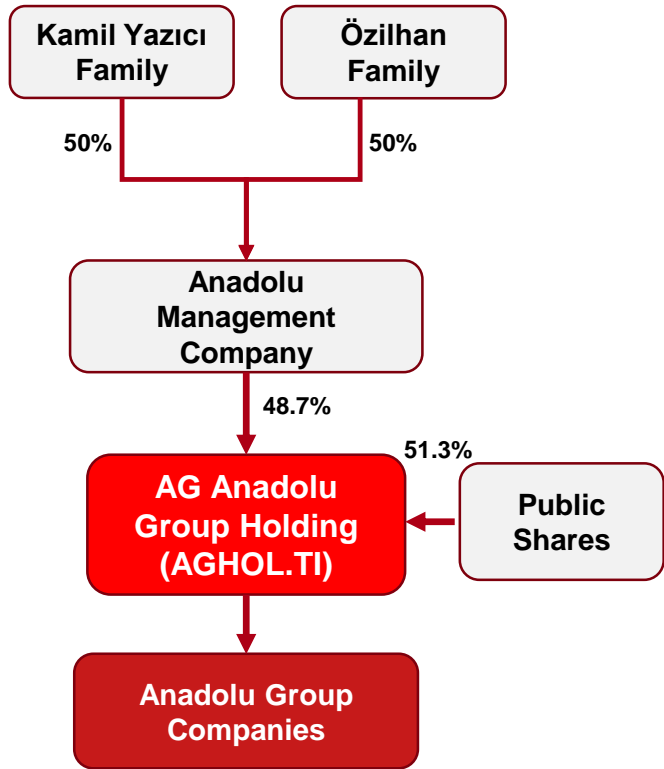 Kamil Yazıcı
Family
Özilhan
Family
50%
50%
Anadolu
Management
Company
48.7%
51.3%
AG Anadolu
Group Holding
(AGHOL.TI)
Public
Shares
Anadolu Group
Companies